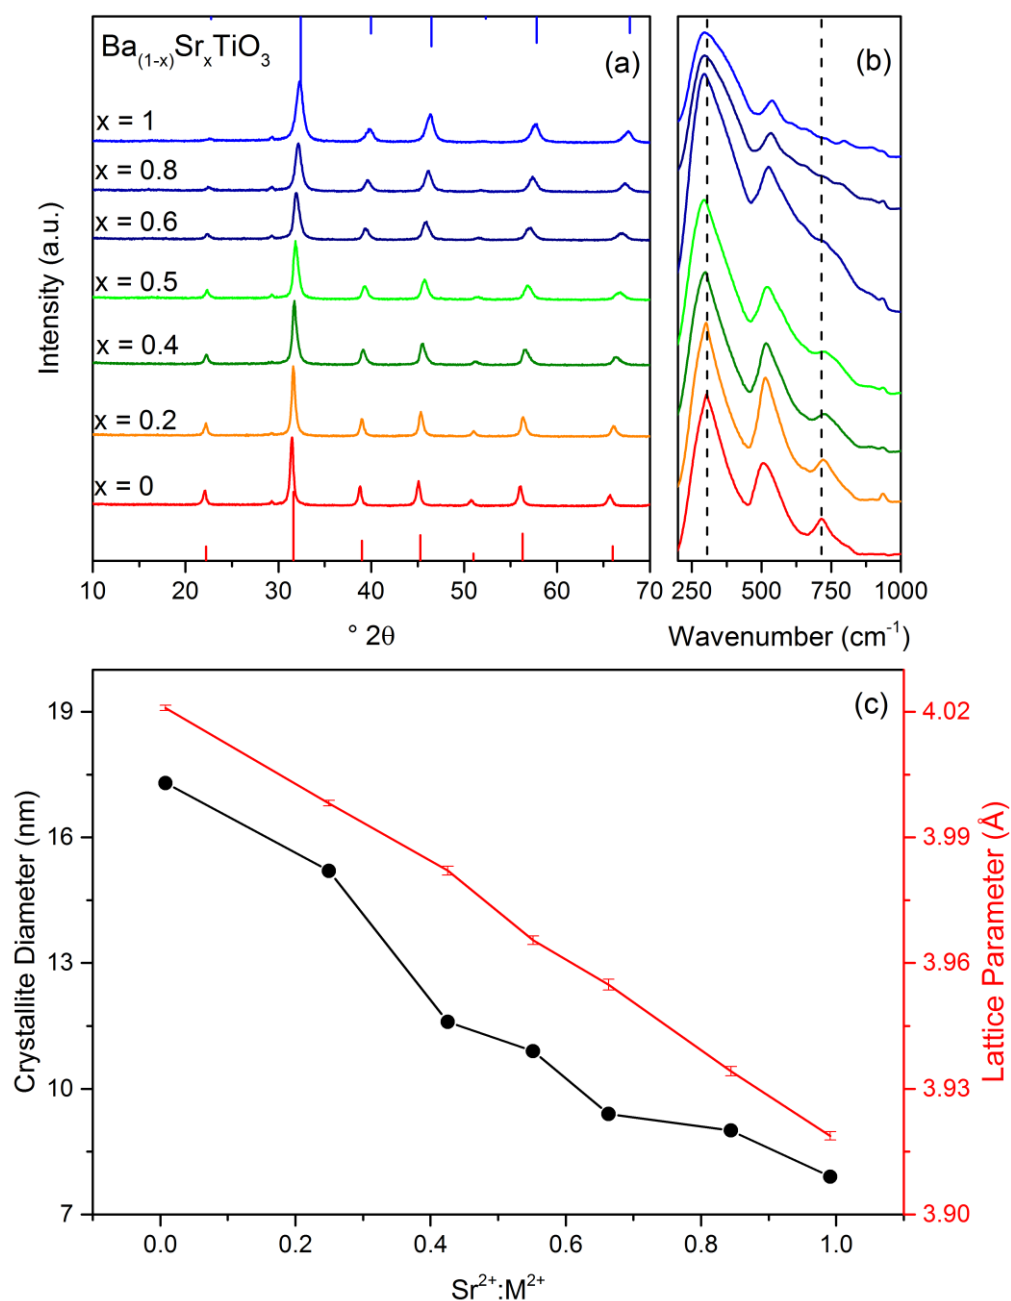 Ba(1-x)SrxTiO3
(a)
(b)
x = 1
x = 0.8
x = 0.6
x = 0.5
x = 0.4
x = 0.2
x = 0
Intensity (a.u.)
10 20 30 40 50 60 70
250 500 750 1000
° 2θ
Wavenumber (cm-1)
(c)
19
16
13
10
7
Crystallite Diameter (nm)
4.02
3.99
3.96
3.93
3.90
Lattice Parameter (Å)
0.0 0.2 0.4 0.6 0.8 1.0
Sr2+:M2+